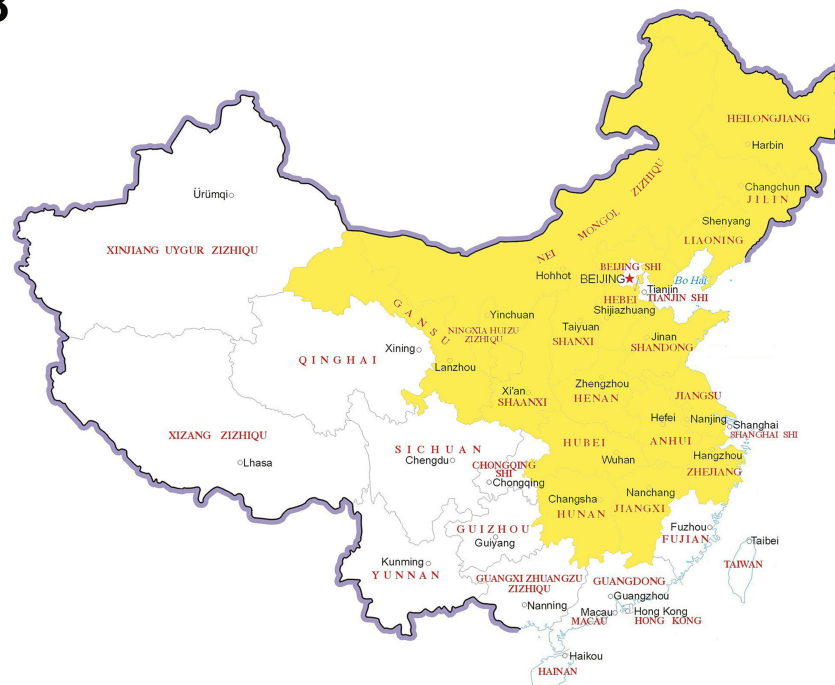 HEILONGJIANG
Harbin
Changchun
JILIN
Shenyang
LIAONING
NEI MONGOL ZIZHIQU
Ürümqi
XINJIANG UYGUR ZIZHIQU
Hohhot
BEIJING SHI
BEIJING
Bo Hai
Tianjin
TIANJIN SHI
HEBEI
Shijiazhuang
GANSU
Yinchuan
NINGXIA HUIZU
ZIZHIQU
Taiyuan
SHANXI
Jinan
SHANDONG
QINGHAI
Xining
Lanzhou
Xi'an
SHAANXI
Zhengzhou
HENAN
JIANGSU
Hefei
Nanjing
Shanghai
SHANGHAI SHI
XIZANG ZIZHIQU
Lhasa
SICHUAN
Chengdu
CHONGQING
SHI
Chongqing
HUBEI
Wuhan
ANHUI
Hangzhou
ZHEJIANG
Changsha
HUNAN
Nanchang
JIANGXI
Fuzhou
FUJIAN
Taibei
TAIWAN
GUIZHOU
Guiyang
Kunming
YUNNAN
GUANGXI ZHUANGZU
ZIZHIQU
Nanning
GUANGDONG
Guangzhou
Macau
MACAU
Hong Kong
HONG KONG
Haikou
HAINAN